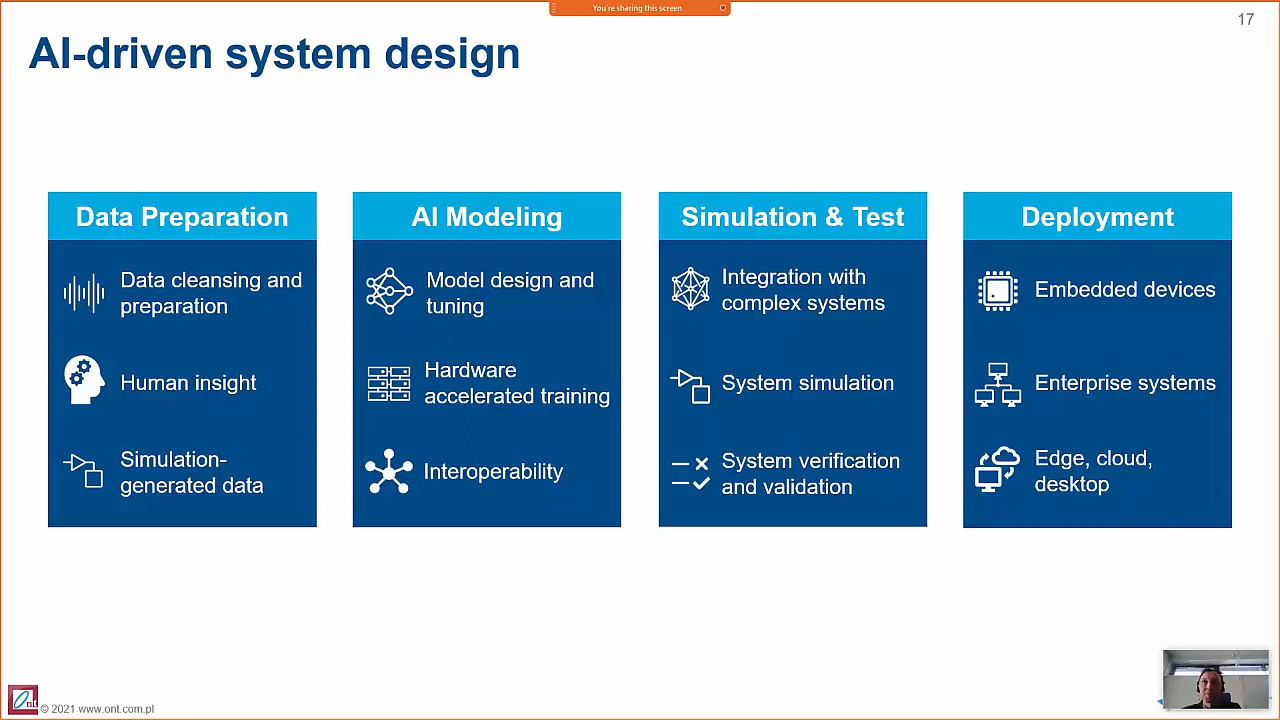 You're sharing this screen
17
AI-driven system design
Data Preparation
Data cleansing and
preparation
Human insight
Simulation-
generated data
AI Modeling
Model design and
tuning
Hardware
accelerated training
Interoperability
Simulation & Test
Integration with
complex systems
System simulation
System verification
and validation
Deployment
Embedded devices
Enterprise systems
Edge, cloud,
desktop
Ont
© 2021 www.ont.com.pl